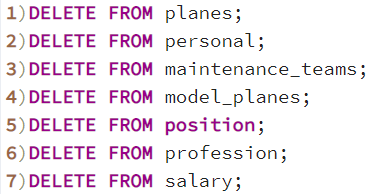 1)DELETE FROM planes;
2)DELETE FROM personal;
3)DELETE FROM maintenance_teams;
4)DELETE FROM model_planes;
5)DELETE FROM position;
6)DELETE FROM profession;
7)DELETE FROM salary;